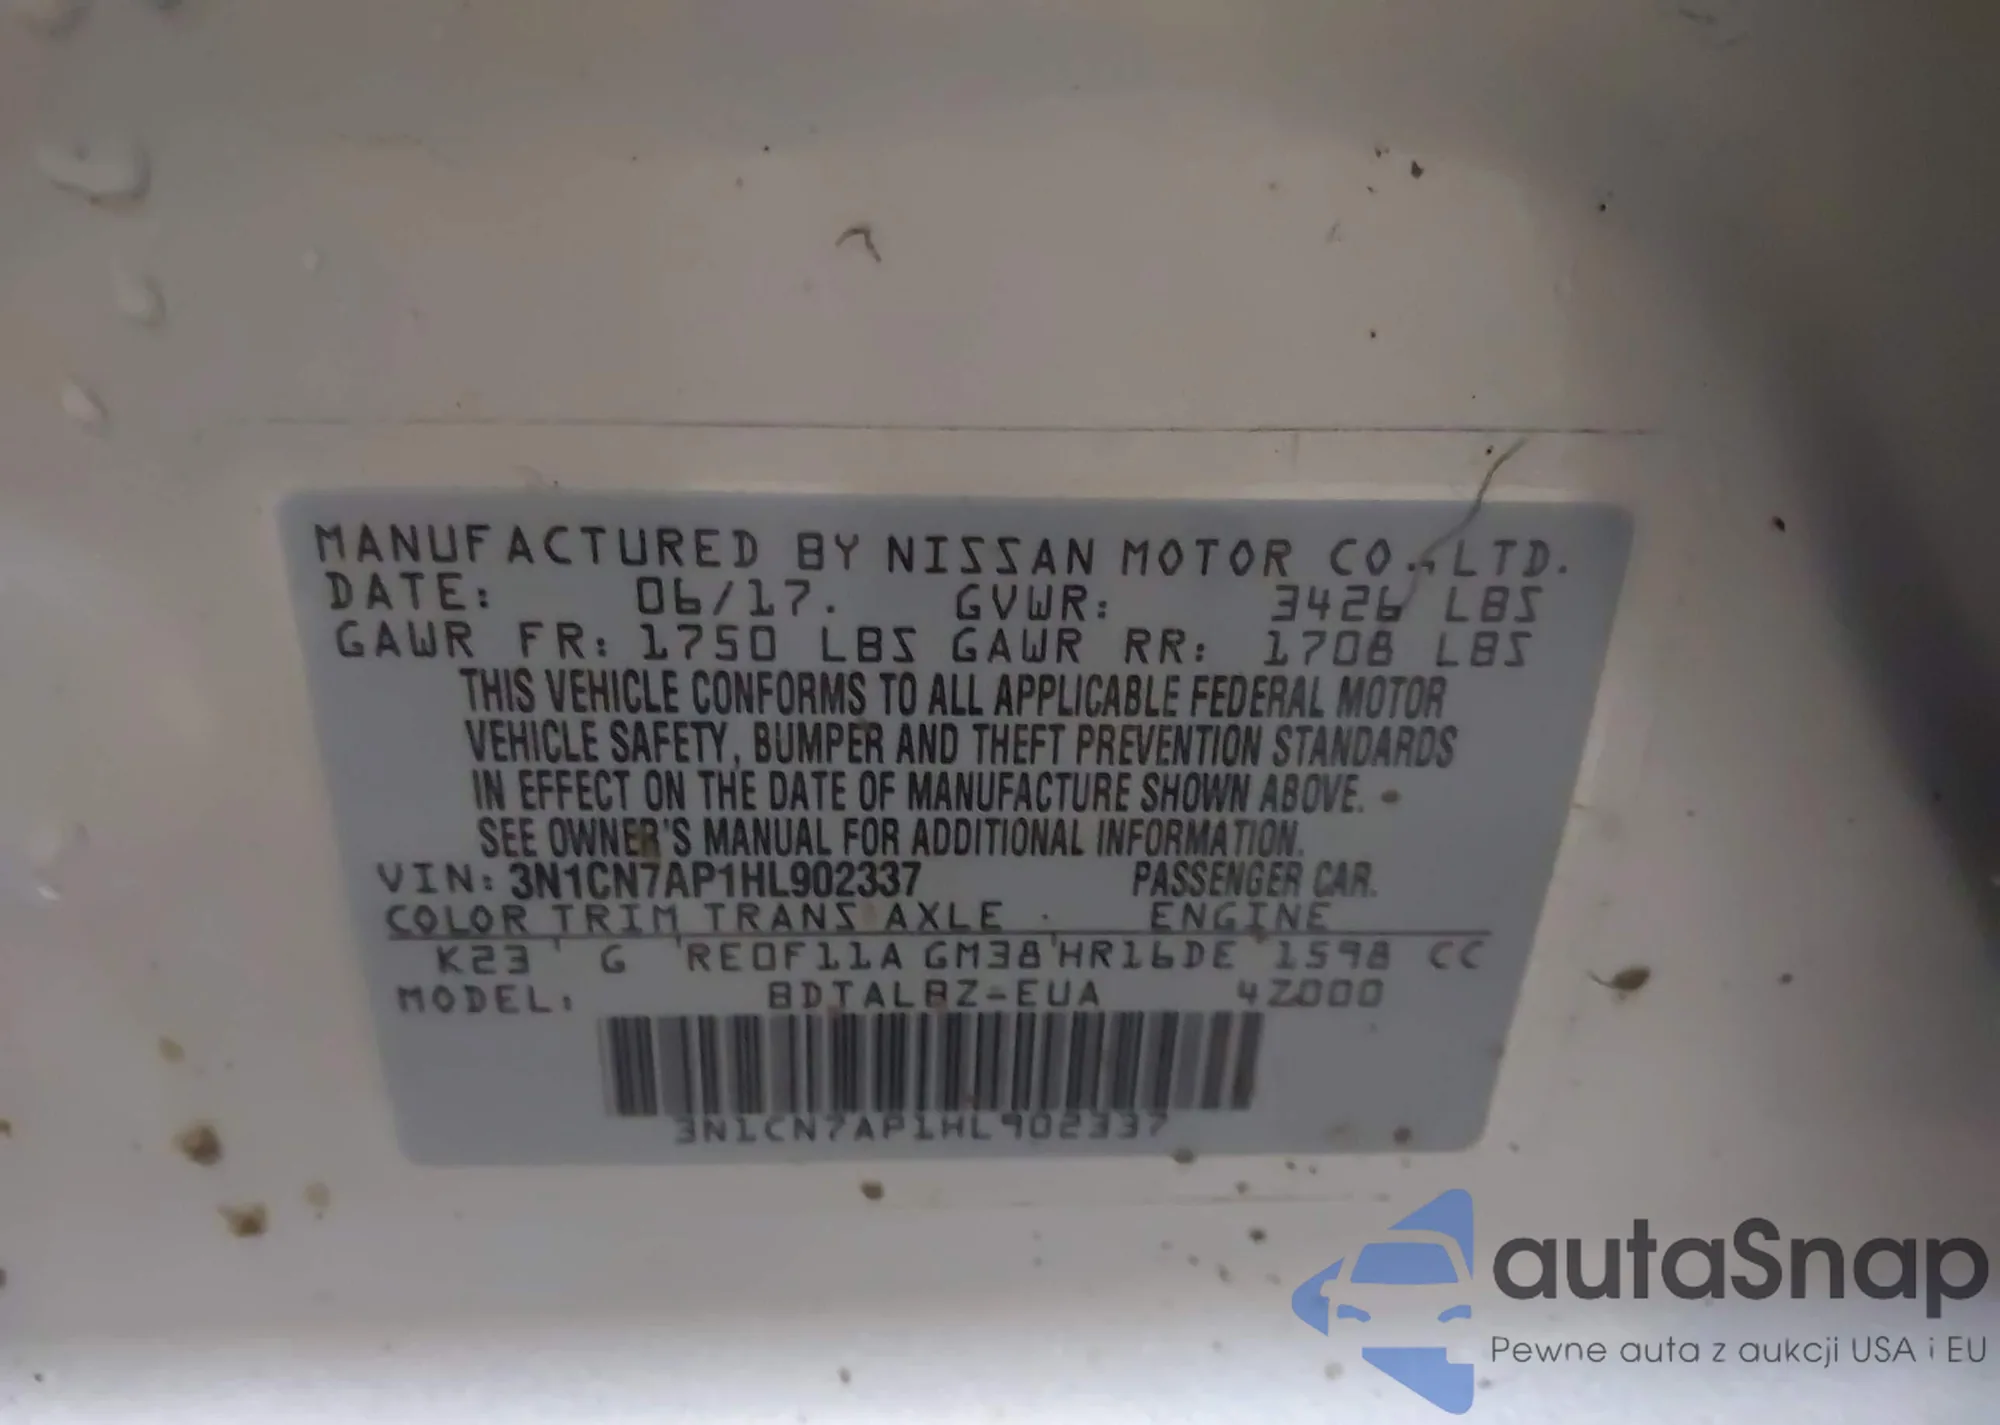 MANUFACTURED BY NISSAN MOTOR CO., LTD.
DATE: 06/17. GVWR: 3426 LBS
GAWR FR: 1750 LBS GAWR RR: 1708 LBS
THIS VEHICLE CONFORMS TO ALL APPLICABLE FEDERAL MOTOR
VEHICLE SAFETY, BUMPER AND THEFT PREVENTION STANDARDS
IN EFFECT ON THE DATE OF MANUFACTURE SHOWN ABOVE.
SEE OWNER'S MANUAL FOR ADDITIONAL INFORMATION.
VIN: 3N1CN7AP1HL902337 PASSENGER CAR.
COLOR TRIM TRANS AXLE ENGINE
K23 G RE0F11A GM38 HR16DE 1598 CC
MODEL: BDTALBZ-EUA 4Z000
3N1CN7AP1HL902337
autaSnap
Pewne auta z aukcji USA i EU